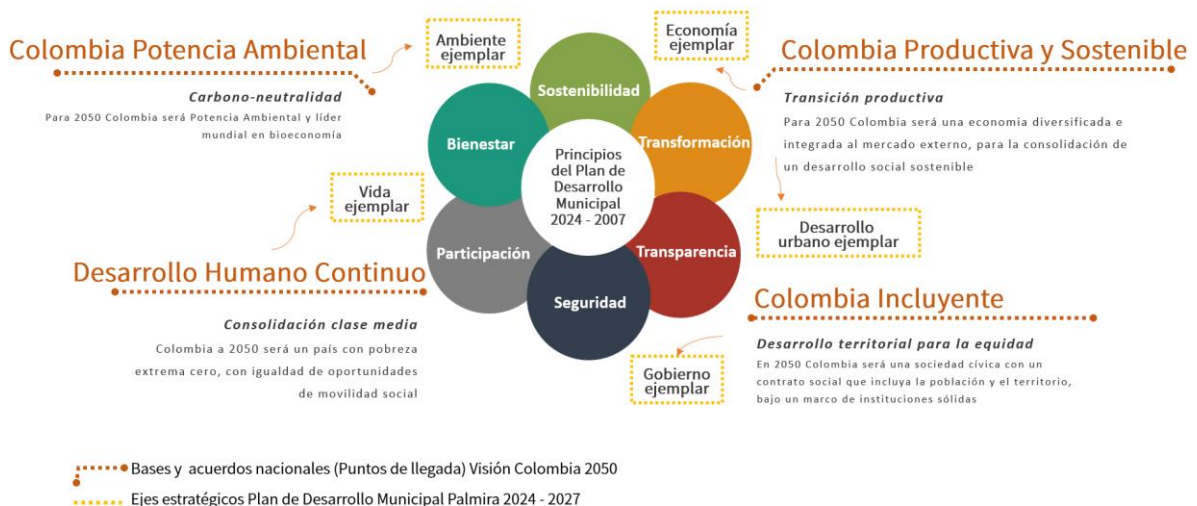 Colombia Potencia Ambiental
Carbono-neutralidad
Para 2050 Colombia será Potencia Ambiental y líder
mundial en bioeconomía
Ambiente
ejemplar
Economía
ejemplar
Colombia Productiva y Sostenible
Transición productiva
Para 2050 Colombia será una economia diversificada e
integrada al mercado externo, para la consolidación de
un desarrollo social sostenible
Sostenibilidad
Bienestar
Transformación
Principios
del Plan de
Desarrollo
Municipal
2024 - 2007
Participación
Transparencia
Seguridad
Vida
ejemplar
Desarrollo
urbano ejemplar
Desarrollo Humano Continuo
Consolidación clase media
Colombia a 2050 será un país con pobreza
extrema cero, con igualdad de oportunidades
de movilidad social
Gobierno
ejemplar
Colombia Incluyente
Desarrollo territorial para la equidad
En 2050 Colombia será una sociedad cívica con un
contrato social que incluya la población y el territorio,
bajo un marco de instituciones sólidas
Bases y acuerdos nacionales (Puntos de llegada) Visión Colombia 2050
Ejes estratégicos Plan de Desarrollo Municipal Palmira 2024 - 2027